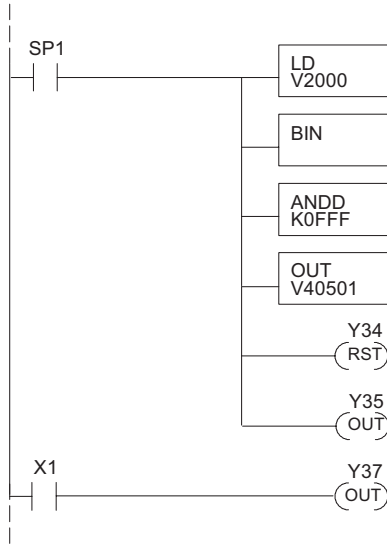 SP1
LD
V2000
BIN
ANDD
K0FFF
OUT
V40501
Y34
RST
Y35
OUT
X1
Y37
OUT